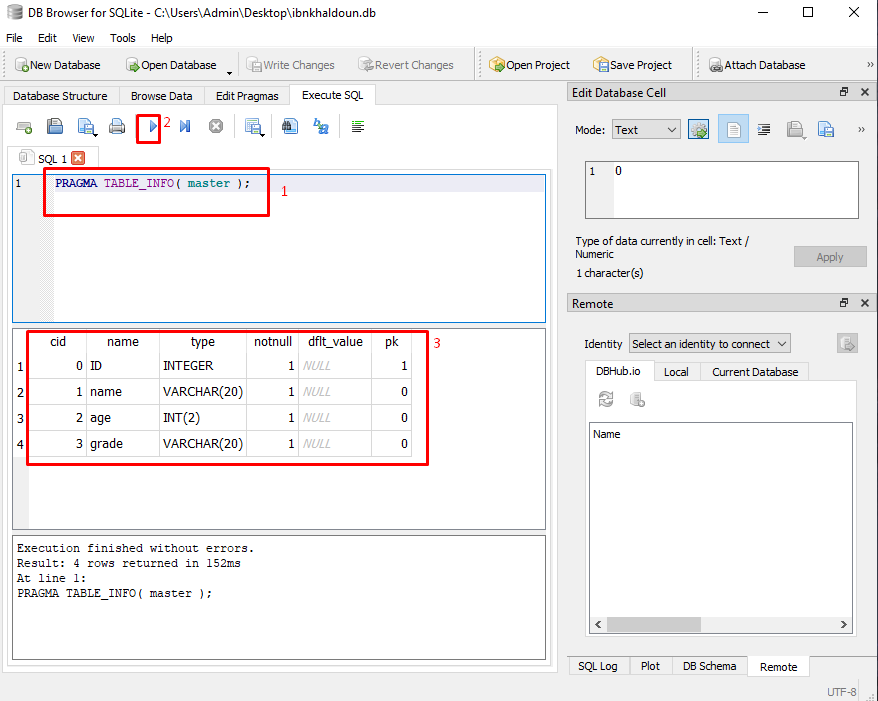 DB Browser for SQLite - C:\Users\Admin\Desktop\ibnkhaldoun.db
File Edit View Tools Help
New Database Open Database Write Changes Revert Changes Open Project Save Project Attach Database »
Database Structure Browse Data Edit Pragmas Execute SQL
2
SQL 1
1 PRAGMA TABLE_INFO( master );
1
cid name type notnull dflt_value pk
3
1 0 ID INTEGER 1 NULL 1
2 1 name VARCHAR(20) 1 NULL 0
3 2 age INT(2) 1 NULL 0
4 3 grade VARCHAR(20) 1 NULL 0
Execution finished without errors.
Result: 4 rows returned in 152ms
At line 1:
PRAGMA TABLE_INFO( master );
Edit Database Cell
Mode: Text »
1 0
Type of data currently in cell: Text /
Numeric
1 character(s)
Apply
Remote
Identity Select an identity to connect
DBHub.io Local Current Database
Name
SQL Log Plot DB Schema Remote
UTF-8